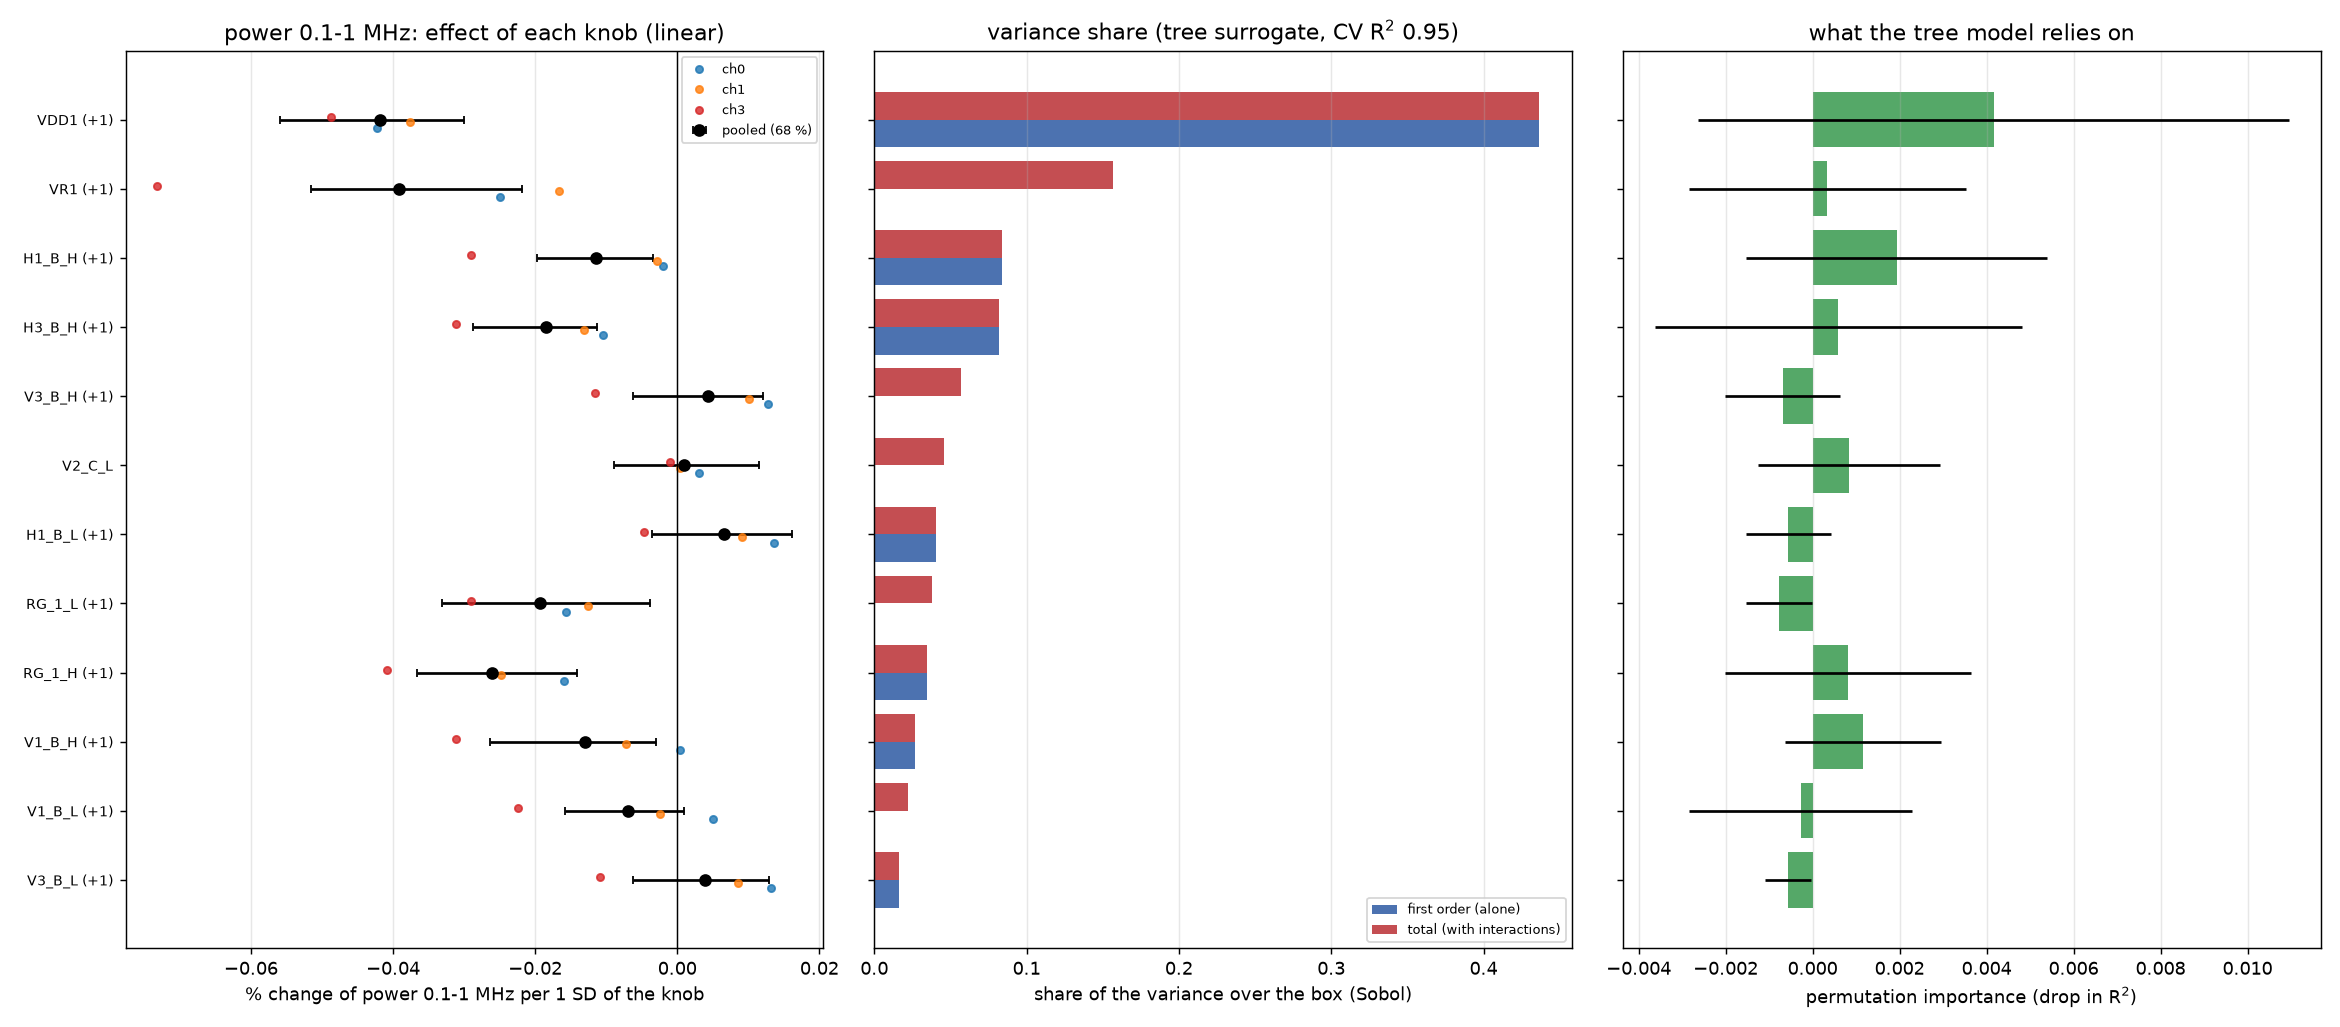 power 0.1-1 MHz: effect of each knob (linear)
ch0
ch1
ch3
pooled (68 %)
VDD1 (+1)
VR1 (+1)
H1_B_H (+1)
H3_B_H (+1)
V3_B_H (+1)
V2_C_L
H1_B_L (+1)
RG_1_L (+1)
RG_1_H (+1)
V1_B_H (+1)
V1_B_L (+1)
V3_B_L (+1)
−0.06 −0.04 −0.02 0.00 0.02
% change of power 0.1-1 MHz per 1 SD of the knob
variance share (tree surrogate, CV R² 0.95)
first order (alone)
total (with interactions)
0.0 0.1 0.2 0.3 0.4
share of the variance over the box (Sobol)
what the tree model relies on
−0.004 −0.002 0.000 0.002 0.004 0.006 0.008 0.010
permutation importance (drop in R²)